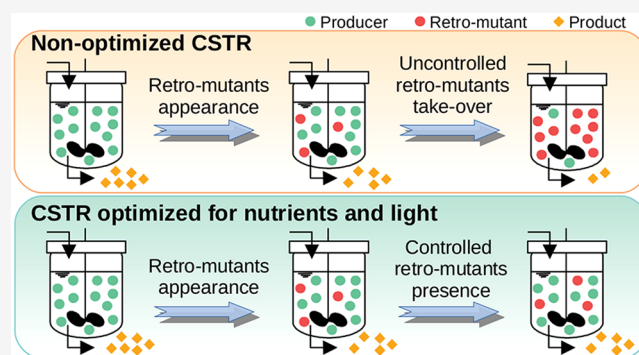 Producer Retro-mutant Product
Non-optimized CSTR
Retro-mutants
appearance
Uncontrolled
retro-mutants
take-over
CSTR optimized for nutrients and light
Retro-mutants
appearance
Controlled
retro-mutants
presence